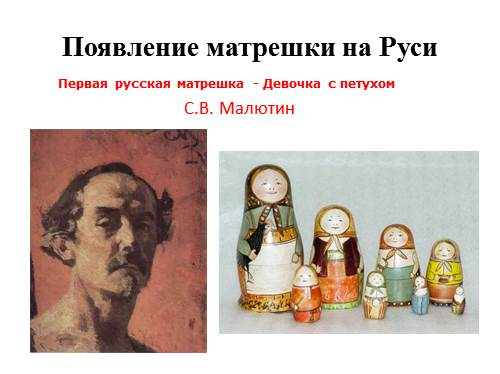 Появление матрешки на Руси
Первая русская матрешка - Девочка с петухом
С.В. Малютин